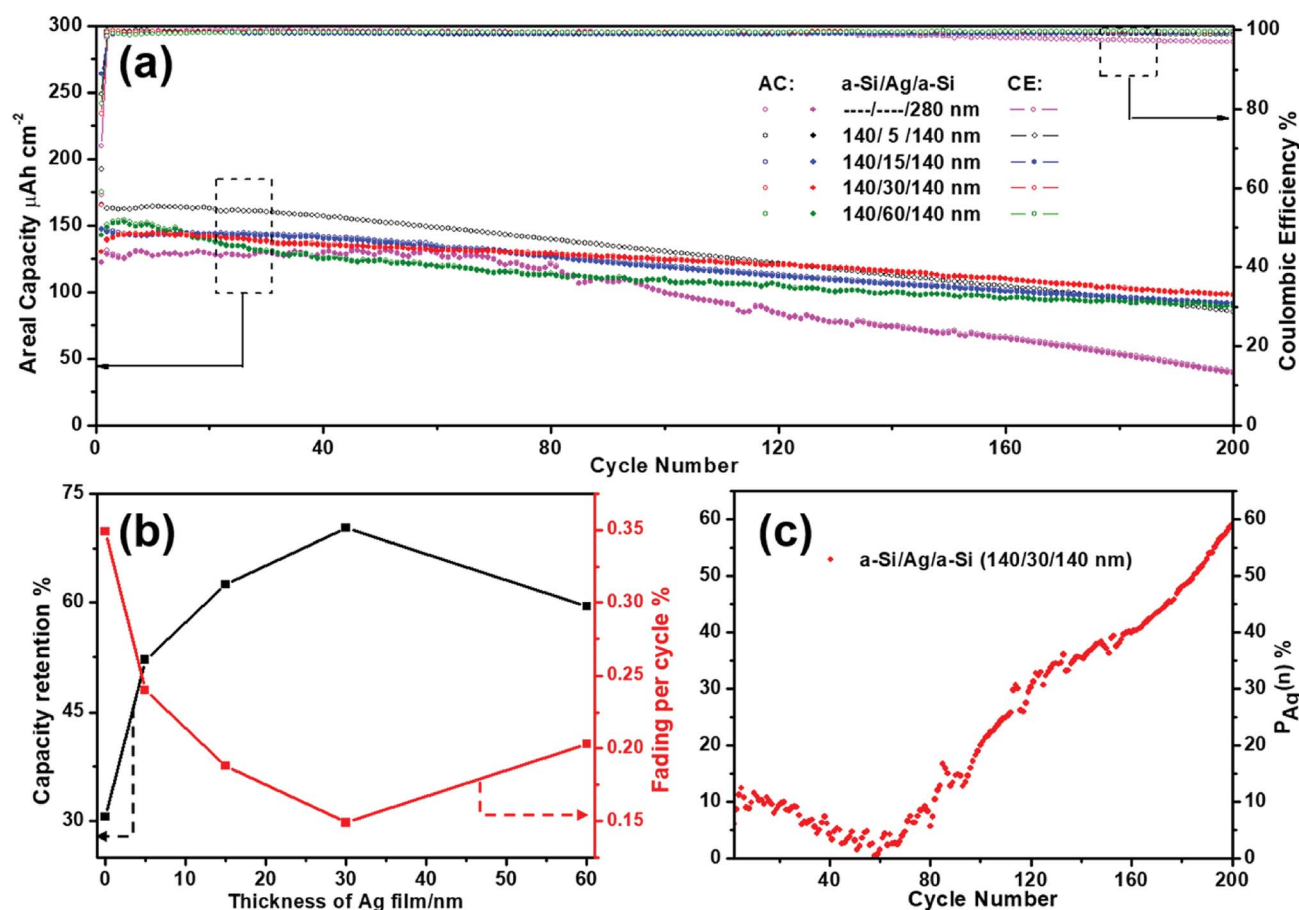 (a)
Areal Capacity µAh cm-2
300
250
200
150
100
50
0
AC: a-Si/Ag/a-Si CE:
----/----/280 nm
140/ 5 /140 nm
140/15/140 nm
140/30/140 nm
140/60/140 nm
100
80
60
40
20
0
Coulombic Efficiency %
0 40 80 120 160 200
Cycle Number
(b)
Capacity retention %
75
60
45
30
0.35
0.30
0.25
0.20
0.15
Fading per cycle %
0 10 20 30 40 50 60
Thickness of Ag film/nm
(c)
a-Si/Ag/a-Si (140/30/140 nm)
60
50
40
30
20
10
0
60
50
40
30
20
10
0
PAg(n) %
40 80 120 160 200
Cycle Number